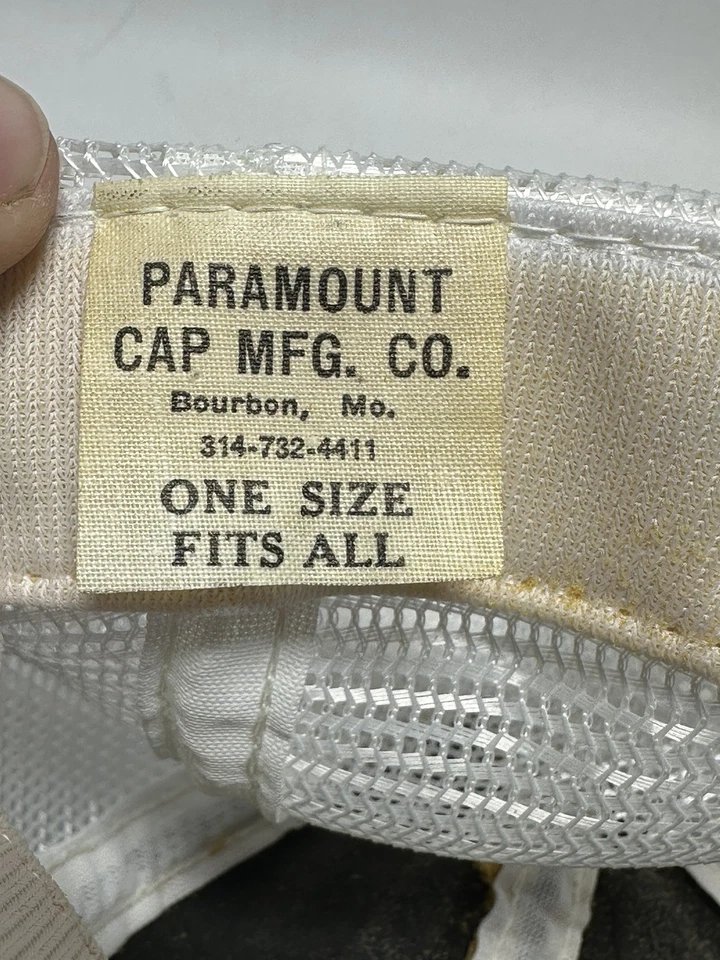 PARAMOUNT
CAP MFG. CO.
Bourbon, Mo.
314-732-4411
ONE SIZE
FITS ALL